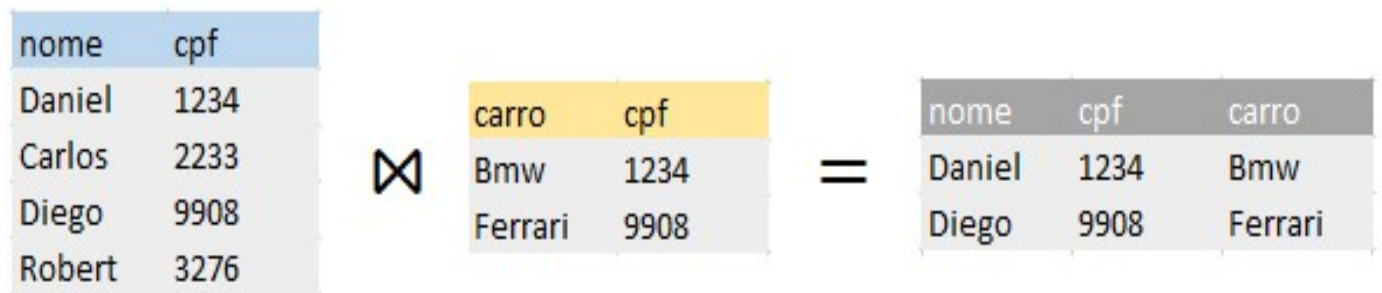 nome cpf
Daniel 1234
Carlos 2233
Diego 9908
Robert 3276
⋈
carro cpf
Bmw 1234
Ferrari 9908
=
nome cpf carro
Daniel 1234 Bmw
Diego 9908 Ferrari